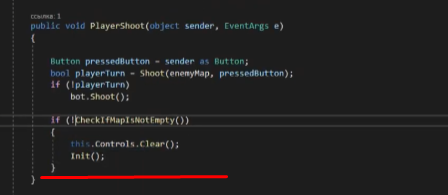 ссылка: 1
public void PlayerShoot(object sender, EventArgs e)
{
Button pressedButton = sender as Button;
bool playerTurn = Shoot(enemyMap, pressedButton);
if (!playerTurn)
bot.Shoot();
if (!CheckIfMapIsNotEmpty())
{
this.Controls.Clear();
Init();
}
}